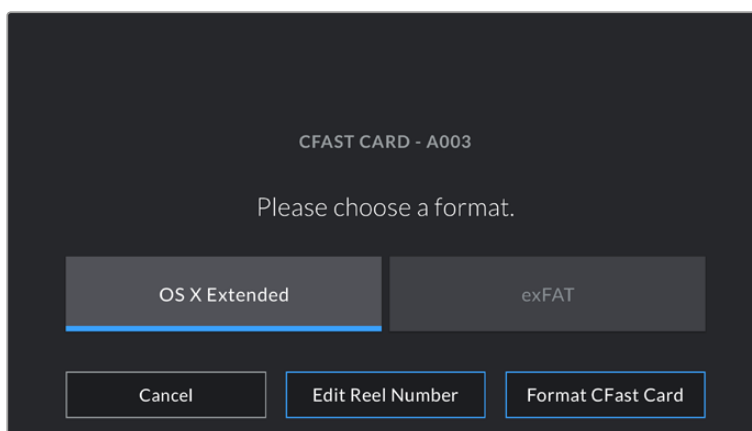 CFAST CARD - A003
Please choose a format.
OS X Extended
exFAT
Cancel
Edit Reel Number
Format CFast Card